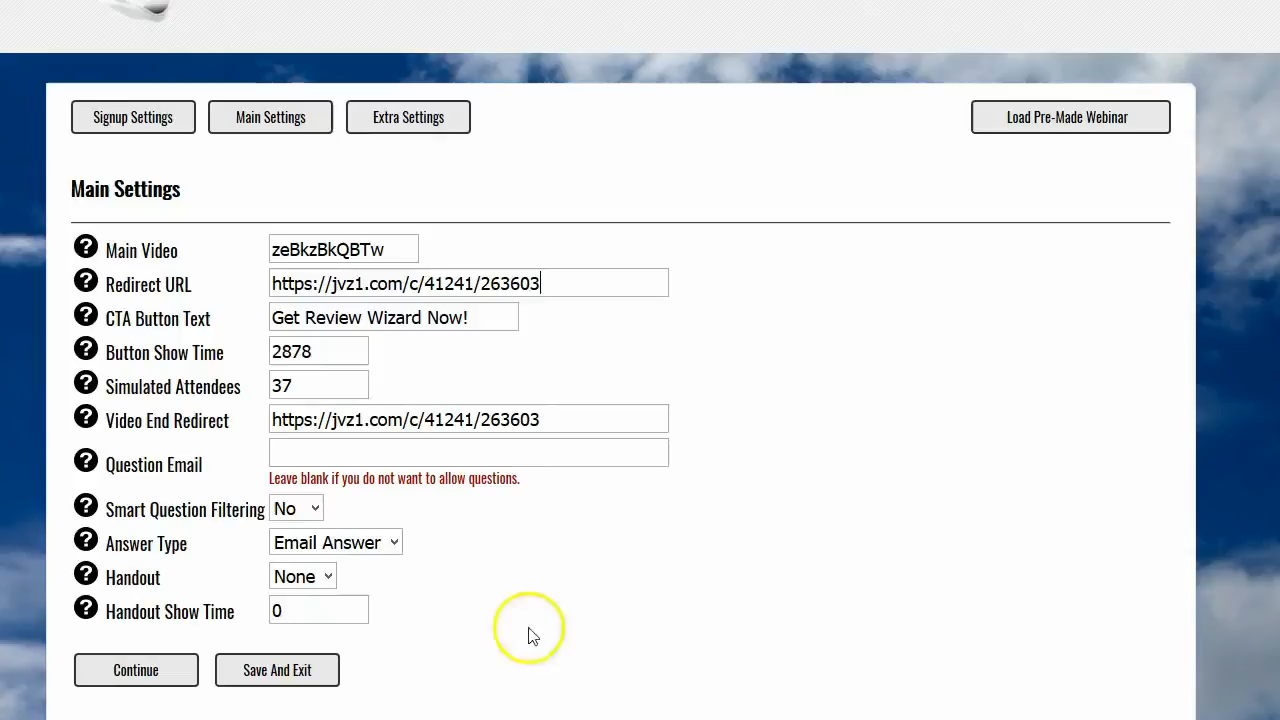 Signup Settings Main Settings Extra Settings Load Pre-Made Webinar
Main Settings
Main Video zeBkzBkQBTw
Redirect URL https://jvz1.com/c/41241/263603
CTA Button Text Get Review Wizard Now!
Button Show Time 2878
Simulated Attendees 37
Video End Redirect https://jvz1.com/c/41241/263603
Question Email
Leave blank if you do not want to allow questions.
Smart Question Filtering No
Answer Type Email Answer
Handout None
Handout Show Time 0
Continue Save And Exit